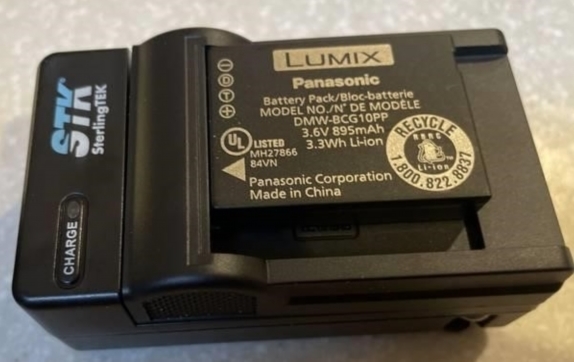 STK
SterlingTEK
CHARGE
LUMIX
Panasonic
Battery Pack/Bloc-batterie
MODEL NO./N° DE MODÈLE
DMW-BCG10PP
3.6V 895mAh
3.3Wh Li-ion
UL
LISTED
MH27866
84VN
Panasonic Corporation
Made in China
RECYCLE
Li-ion
1.800.822.8837